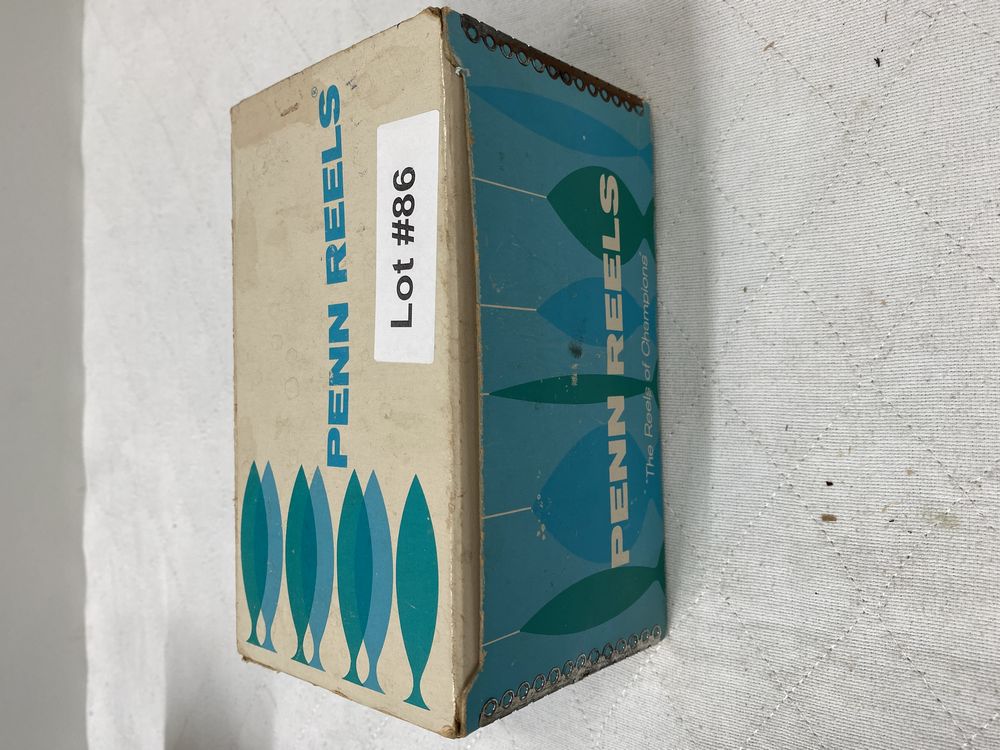 PENN REELS®
Lot #86
PENN REELS
"The Reels of Champions"